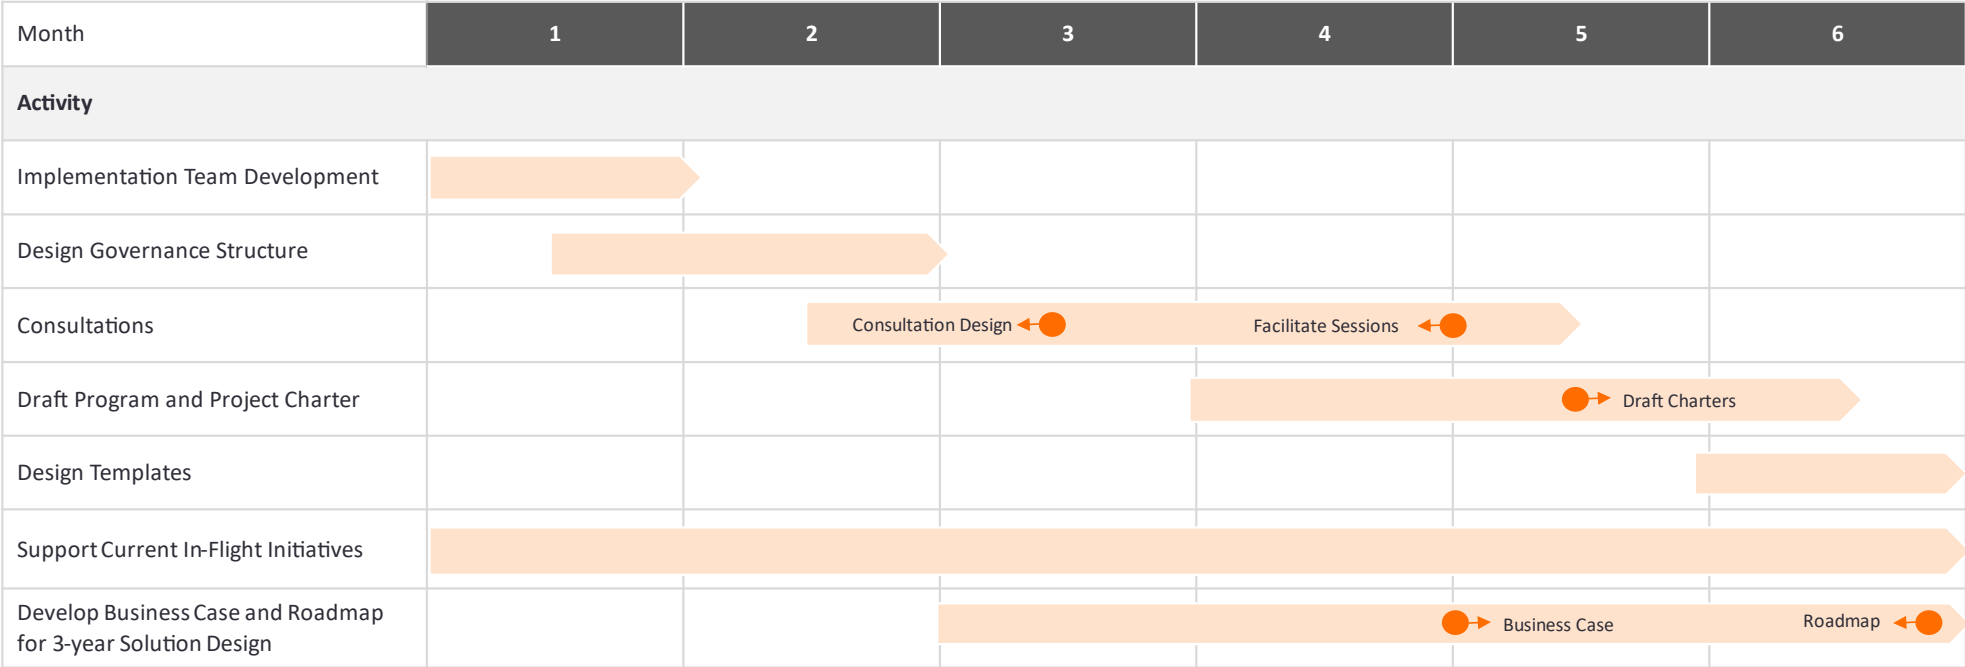 Month 1 2 3 4 5 6
Activity
Implementation Team Development
Design Governance Structure
Consultations Consultation Design Facilitate Sessions
Draft Program and Project Charter Draft Charters
Design Templates
Support Current In-Flight Initiatives
Develop Business Case and Roadmap
for 3-year Solution Design
Business Case Roadmap